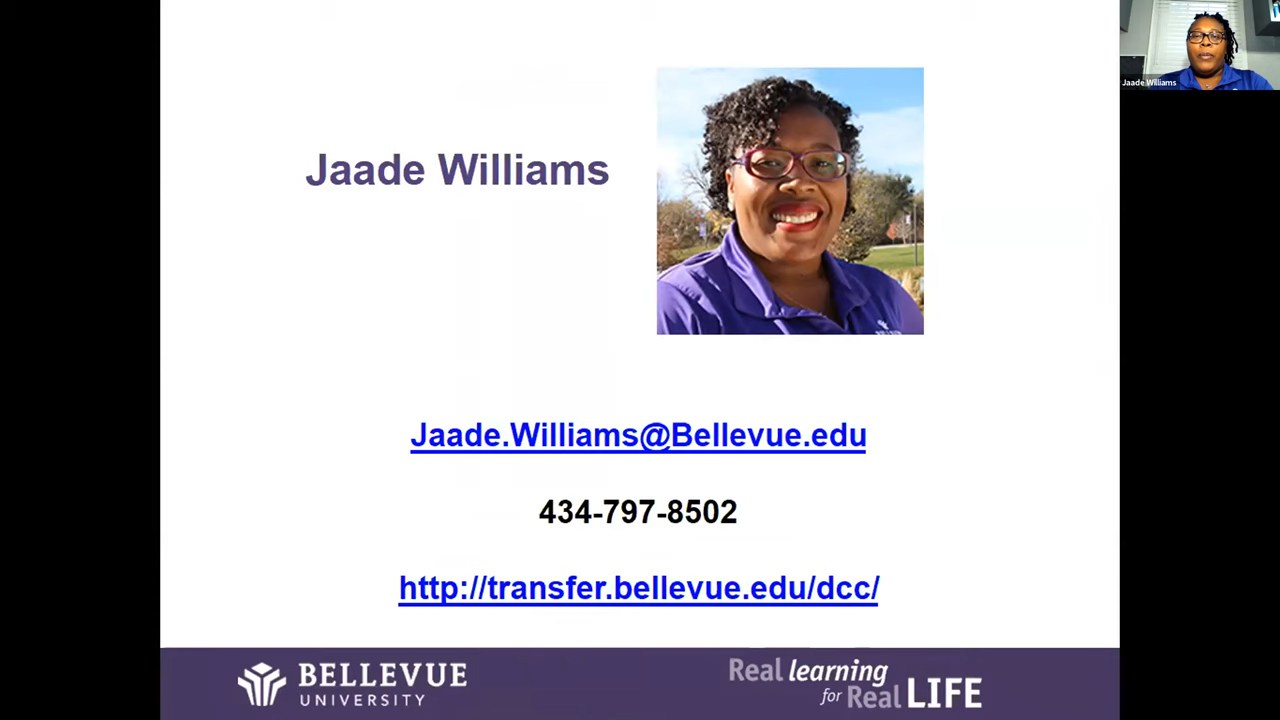 Jaade Williams
Jaade Williams
Jaade.Williams@Bellevue.edu
434-797-8502
http://transfer.bellevue.edu/dcc/
BELLEVUE
UNIVERSITY
Real learning
for Real LIFE